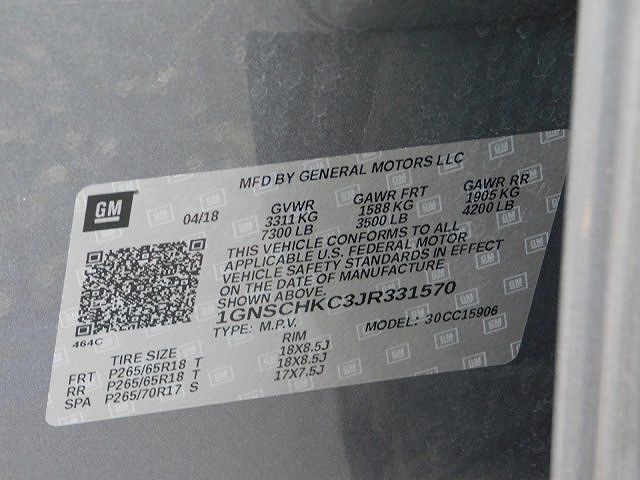 MFD BY GENERAL MOTORS LLC
GM
04/18
GVWR GAWR FRT GAWR RR
3311 KG 1588 KG 1905 KG
7300 LB 3500 LB 4200 LB
THIS VEHICLE CONFORMS TO ALL
APPLICABLE U.S. FEDERAL MOTOR
VEHICLE SAFETY STANDARDS IN EFFECT
ON THE DATE OF MANUFACTURE
SHOWN ABOVE.
1GNSCHKC3JR331570
TYPE: M.P.V. MODEL: 30CC15906
464C
TIRE SIZE RIM
FRT P265/65R18 T 18X8.5J
RR P265/65R18 T 18X8.5J
SPA P265/70R17 S 17X7.5J